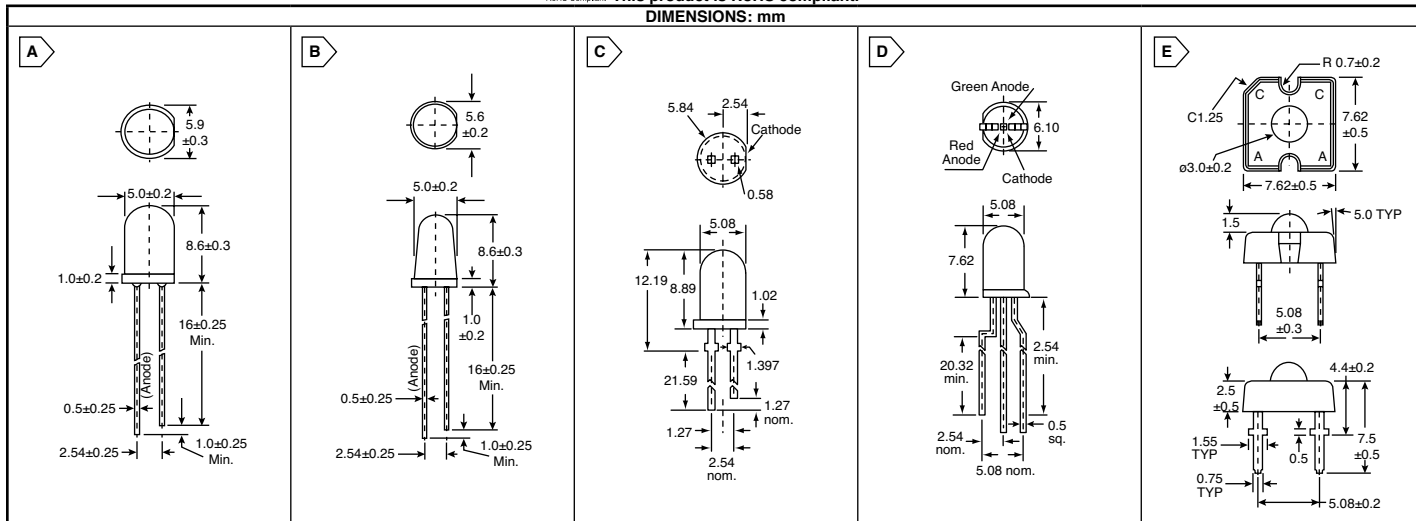 This product is RoHS compliant.
DIMENSIONS: mm
A
5.9
±0.3
5.0±0.2
8.6±0.3
1.0±0.2
16±0.25
Min.
(Anode)
0.5±0.25
2.54±0.25
1.0±0.25
Min.
B
5.6
±0.2
5.0±0.2
8.6±0.3
1.0
±0.2
(Anode)
16±0.25
Min.
0.5±0.25
2.54±0.25
1.0±0.25
Min.
C
5.84
2.54
Cathode
0.58
5.08
12.19
8.89
1.02
1.397
21.59
1.27
nom.
1.27
2.54
nom.
D
Green Anode
6.10
Red
Anode
Cathode
5.08
7.62
20.32
min.
2.54
min.
2.54
nom.
0.5
sq.
5.08 nom.
E
R 0.7±0.2
C1.25
C
C
7.62
±0.5
A
A
ø3.0±0.2
7.62±0.5
5.0 TYP
1.5
5.08
±0.3
4.4±0.2
2.5
±0.5
1.55
TYP
0.5
7.5
±0.5
0.75
TYP
5.08±0.2